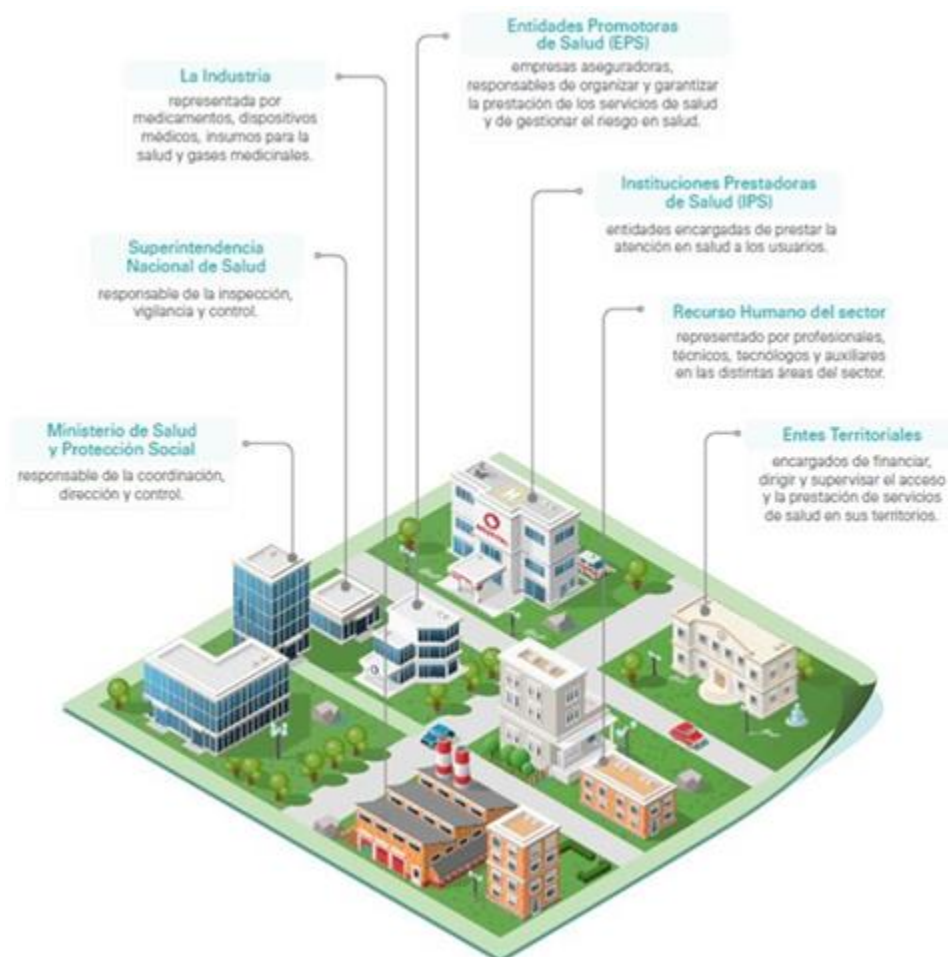 Entidades Promotoras
de Salud (EPS)
empresas aseguradoras,
responsables de organizar y garantizar
la prestación de los servicios de salud
y de gestionar el riesgo en salud.
La Industria
representada por
medicamentos, dispositivos
médicos, insumos para la
salud y gases medicinales.
Instituciones Prestadoras
de Salud (IPS)
entidades encargadas de prestar la
atención en salud a los usuarios.
Superintendencia
Nacional de Salud
responsable de la inspección,
vigilancia y control.
Recurso Humano del sector
representado por profesionales,
técnicos, tecnólogos y auxiliares
en las distintas áreas del sector.
Ministerio de Salud
y Protección Social
responsable de la coordinación,
dirección y control.
Entes Territoriales
encargados de financiar,
dirigir y supervisar el acceso
y la prestación de servicios
de salud en sus territorios.
H